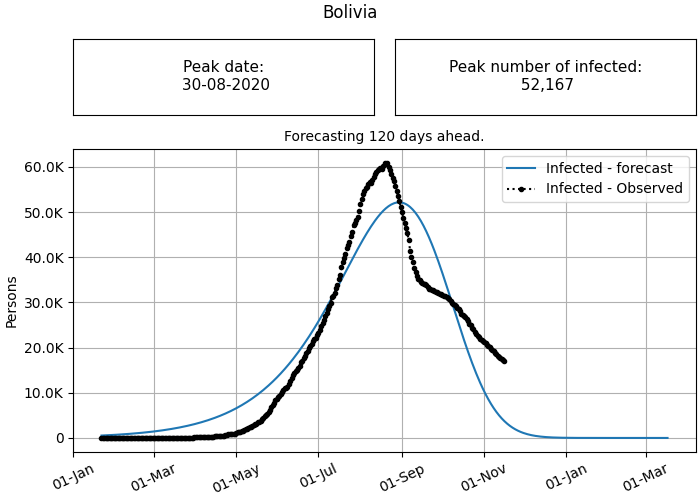 Bolivia
Peak date:
30-08-2020
Peak number of infected:
52,167
Forecasting 120 days ahead.
Infected - forecast
Infected - Observed
60.0K
50.0K
40.0K
30.0K
20.0K
10.0K
0
Persons
01-Jan
01-Mar
01-May
01-Jul
01-Sep
01-Nov
01-Jan
01-Mar